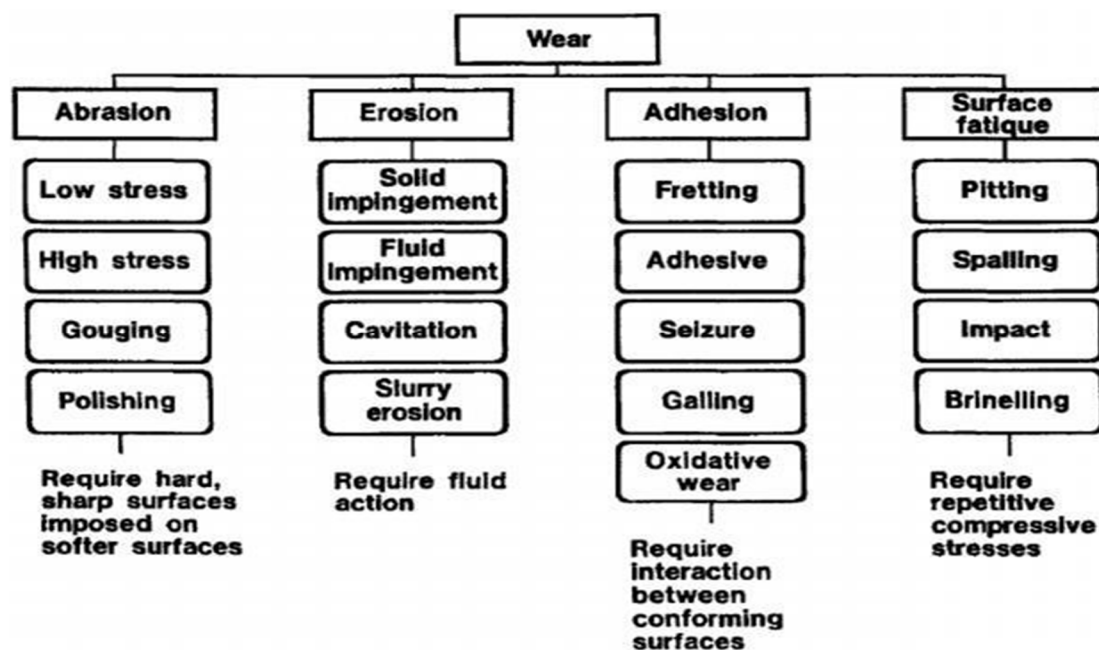 Wear
Abrasion
Erosion
Adhesion
Surface
fatique
Low stress
High stress
Gouging
Polishing
Require hard,
sharp surfaces
imposed on
softer surfaces
Solid
impingement
Fluid
impingement
Cavitation
Slurry
erosion
Require fluid
action
Fretting
Adhesive
Seizure
Galling
Oxidative
wear
Require
interaction
between
conforming
surfaces
Pitting
Spalling
Impact
Brinelling
Require
repetitive
compressive
stresses